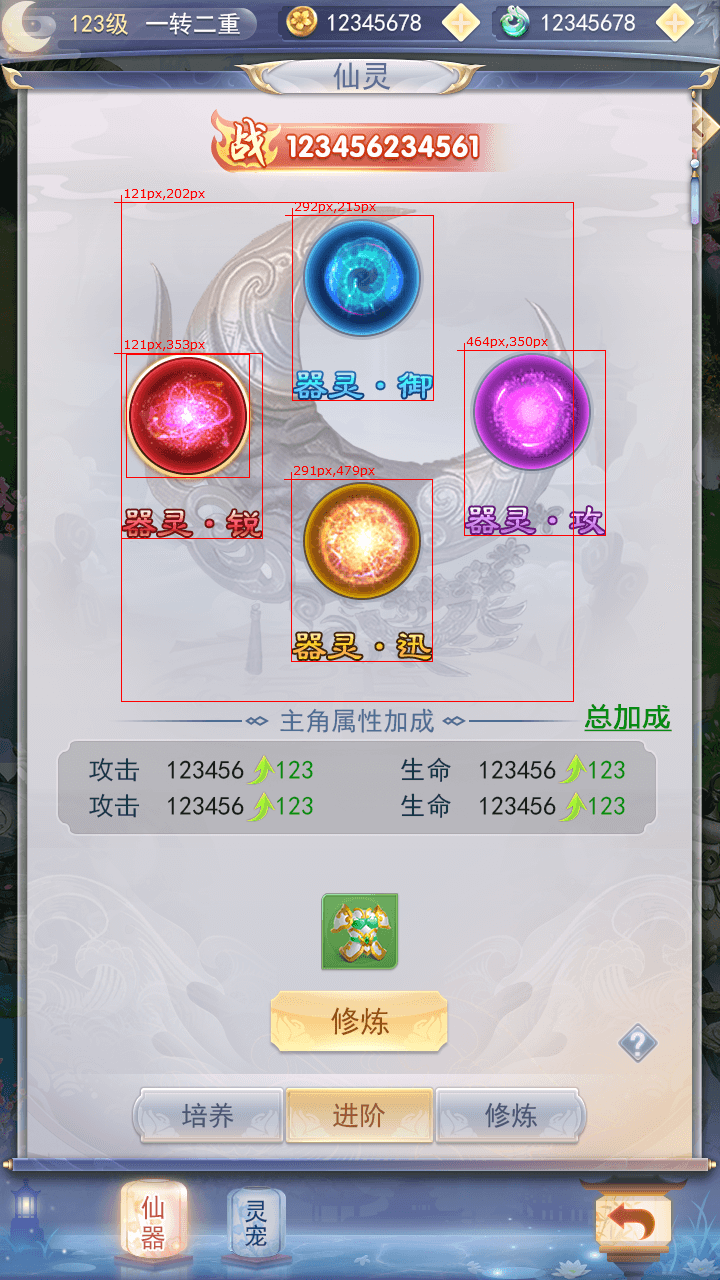 123级 一转二重 12345678 12345678
仙灵
战 123456234561
121px,202px
292px,215px
器灵·御
121px,353px
464px,350px
器灵·锐
器灵·攻
291px,479px
器灵·迅
主角属性加成 总加成
攻击 123456 123 生命 123456 123
攻击 123456 123 生命 123456 123
修炼
?
培养 进阶 修炼
仙器 灵宠